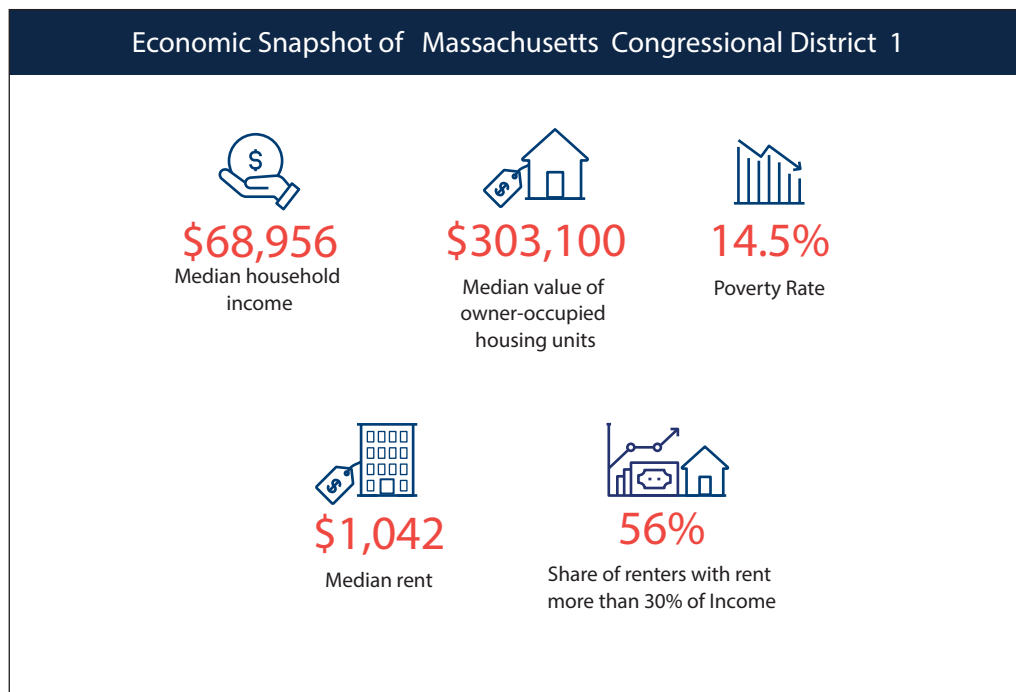 Economic Snapshot of Massachusetts Congressional District 1
$
$68,956
Median household
income
$
$303,100
Median value of
owner-occupied
housing units
14.5%
Poverty Rate
$
$1,042
Median rent
56%
Share of renters with rent
more than 30% of Income